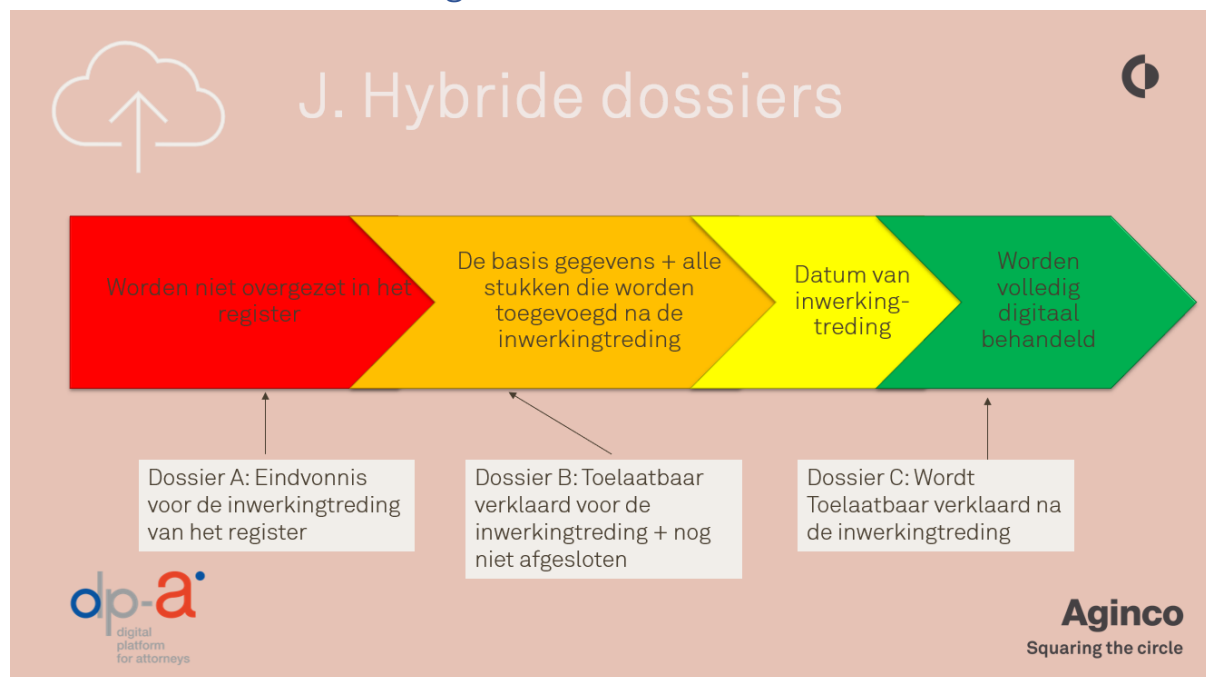 J. Hybride dossiers
Worden niet overgezet in het
register
De basis gegevens + alle
stukken die worden
toegevoegd na de
inwerkingtreding
Datum van
inwerking-
treding
Worden
volledig
digitaal
behandeld
Dossier A: Eindvonnis
voor de inwerkingtreding
van het register
Dossier B: Toelaatbaar
verklaard voor de
inwerkingtreding + nog
niet afgesloten
Dossier C: Wordt
Toelaatbaar verklaard na
de inwerkingtreding
dp-a
digital
platform
for attorneys
Aginco
Squaring the circle